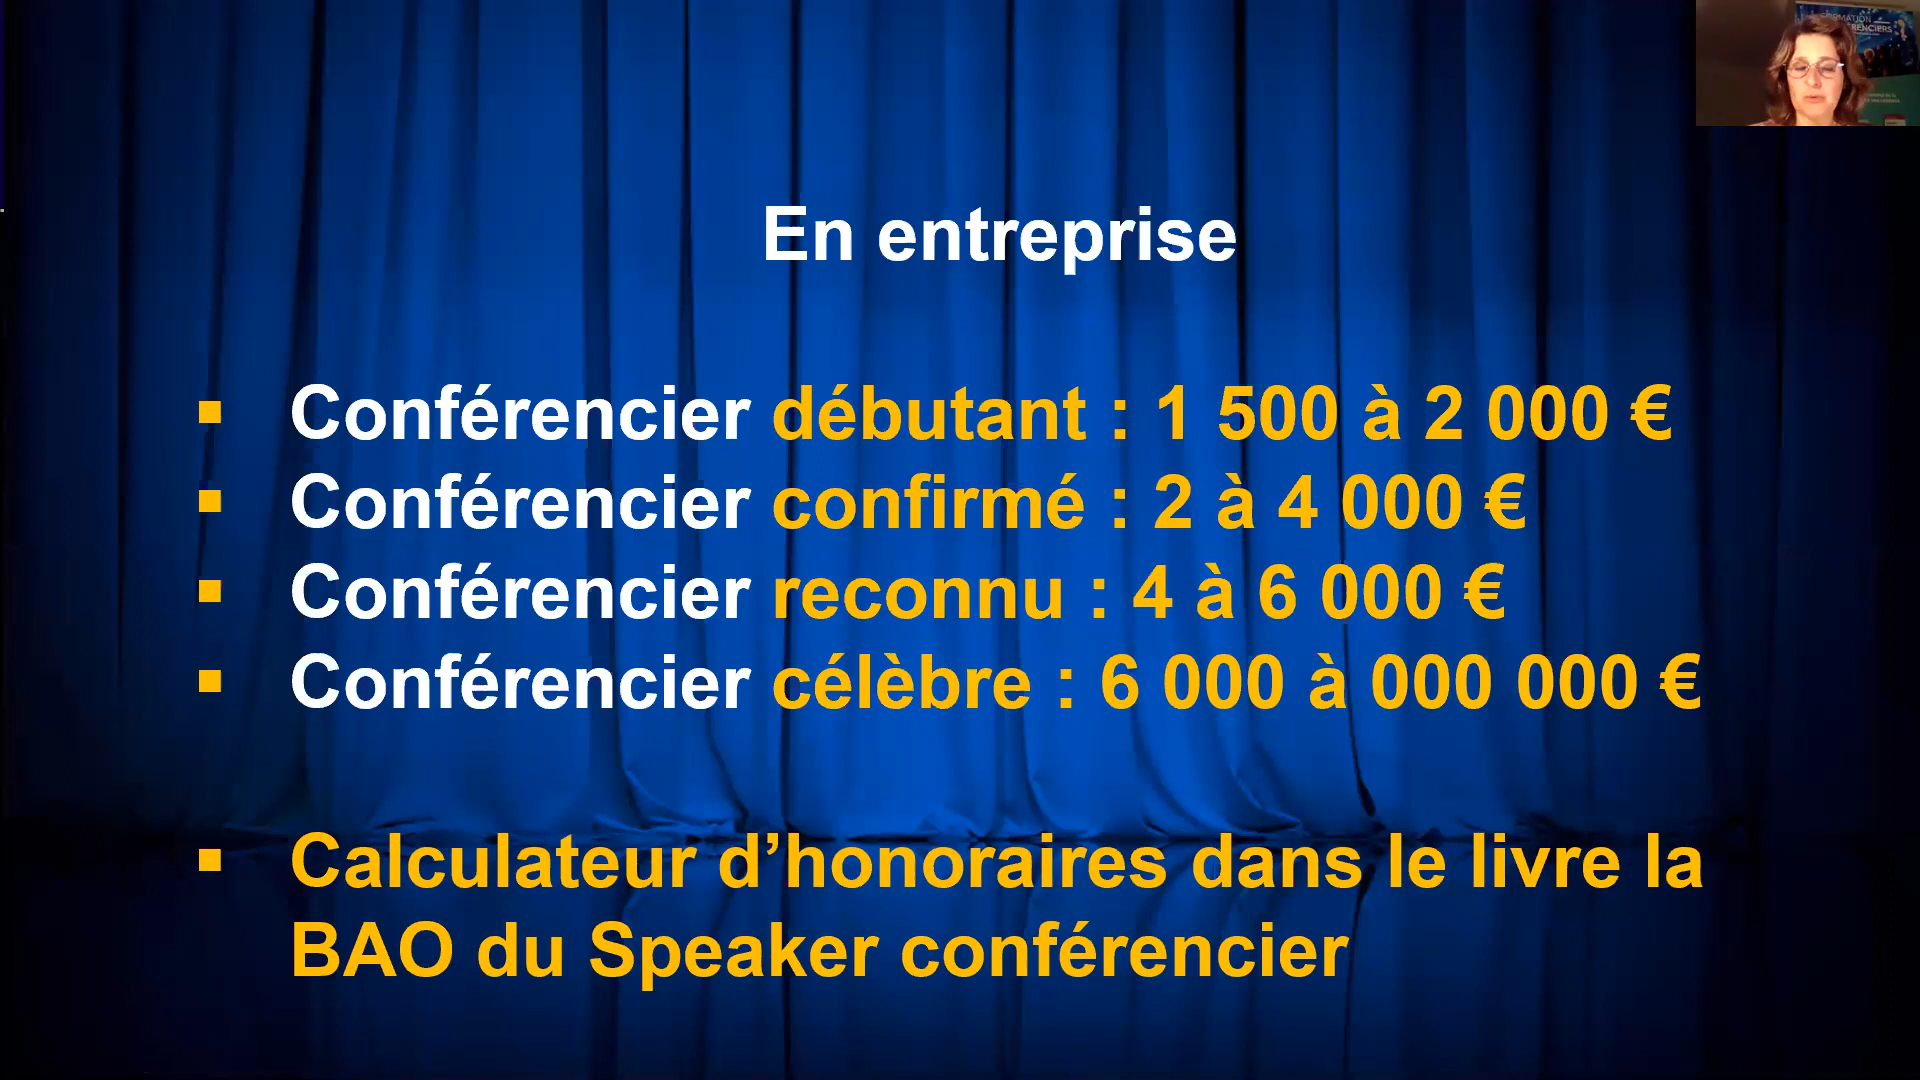 En entreprise
Conférencier débutant : 1 500 à 2 000 €
Conférencier confirmé : 2 à 4 000 €
Conférencier reconnu : 4 à 6 000 €
Conférencier célèbre : 6 000 à 000 000 €
Calculateur d’honoraires dans le livre la
BAO du Speaker conférencier